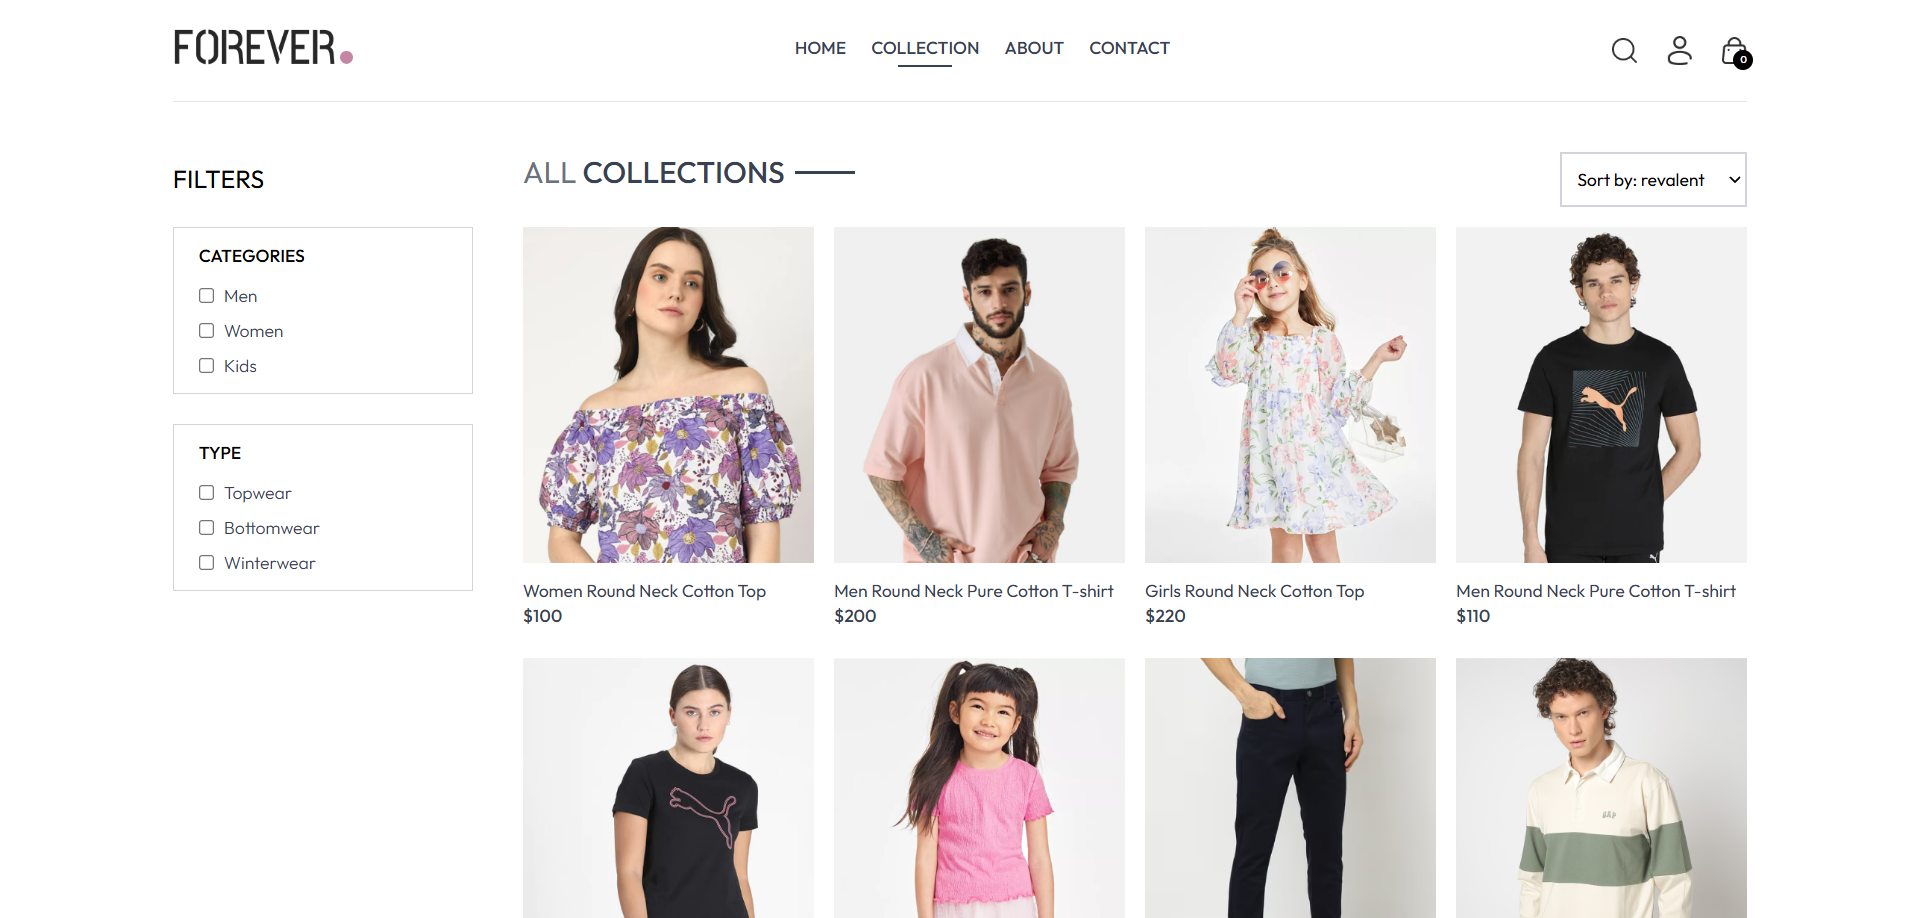 FOREVER.
HOME COLLECTION ABOUT CONTACT
0
FILTERS
CATEGORIES
Men
Women
Kids
TYPE
Topwear
Bottomwear
Winterwear
ALL COLLECTIONS
Sort by: revalent
Women Round Neck Cotton Top
$100
Men Round Neck Pure Cotton T-shirt
$200
Girls Round Neck Cotton Top
$220
Men Round Neck Pure Cotton T-shirt
$110
GAP